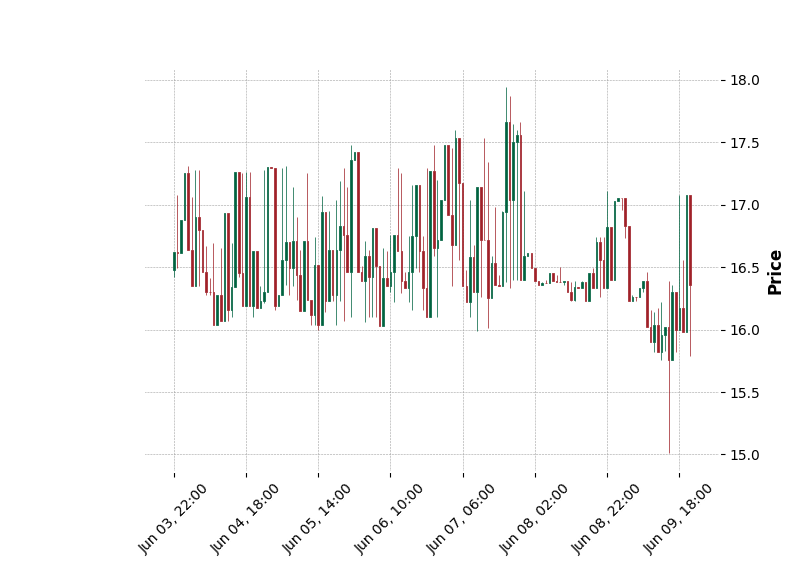 18.0
17.5
17.0
16.5
16.0
15.5
15.0
Price
Jun 03, 22:00
Jun 04, 18:00
Jun 05, 14:00
Jun 06, 10:00
Jun 07, 06:00
Jun 08, 02:00
Jun 08, 22:00
Jun 09, 18:00